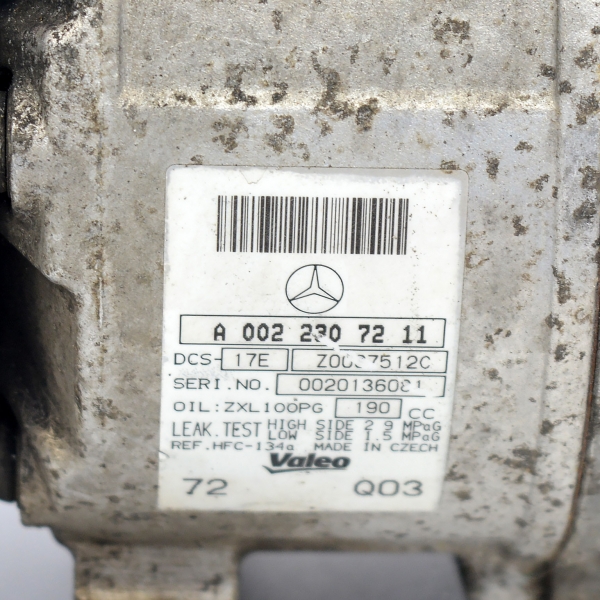 A 002 230 72 11
DCS- 17E
SERI.NO.
OIL:ZXL100PG 190 CC
LEAK.TEST HIGH SIDE 2.9 MPaG
LOW SIDE 1.5 MPaG
REF.HFC-134a MADE IN CZECH
Valeo
72 Q03